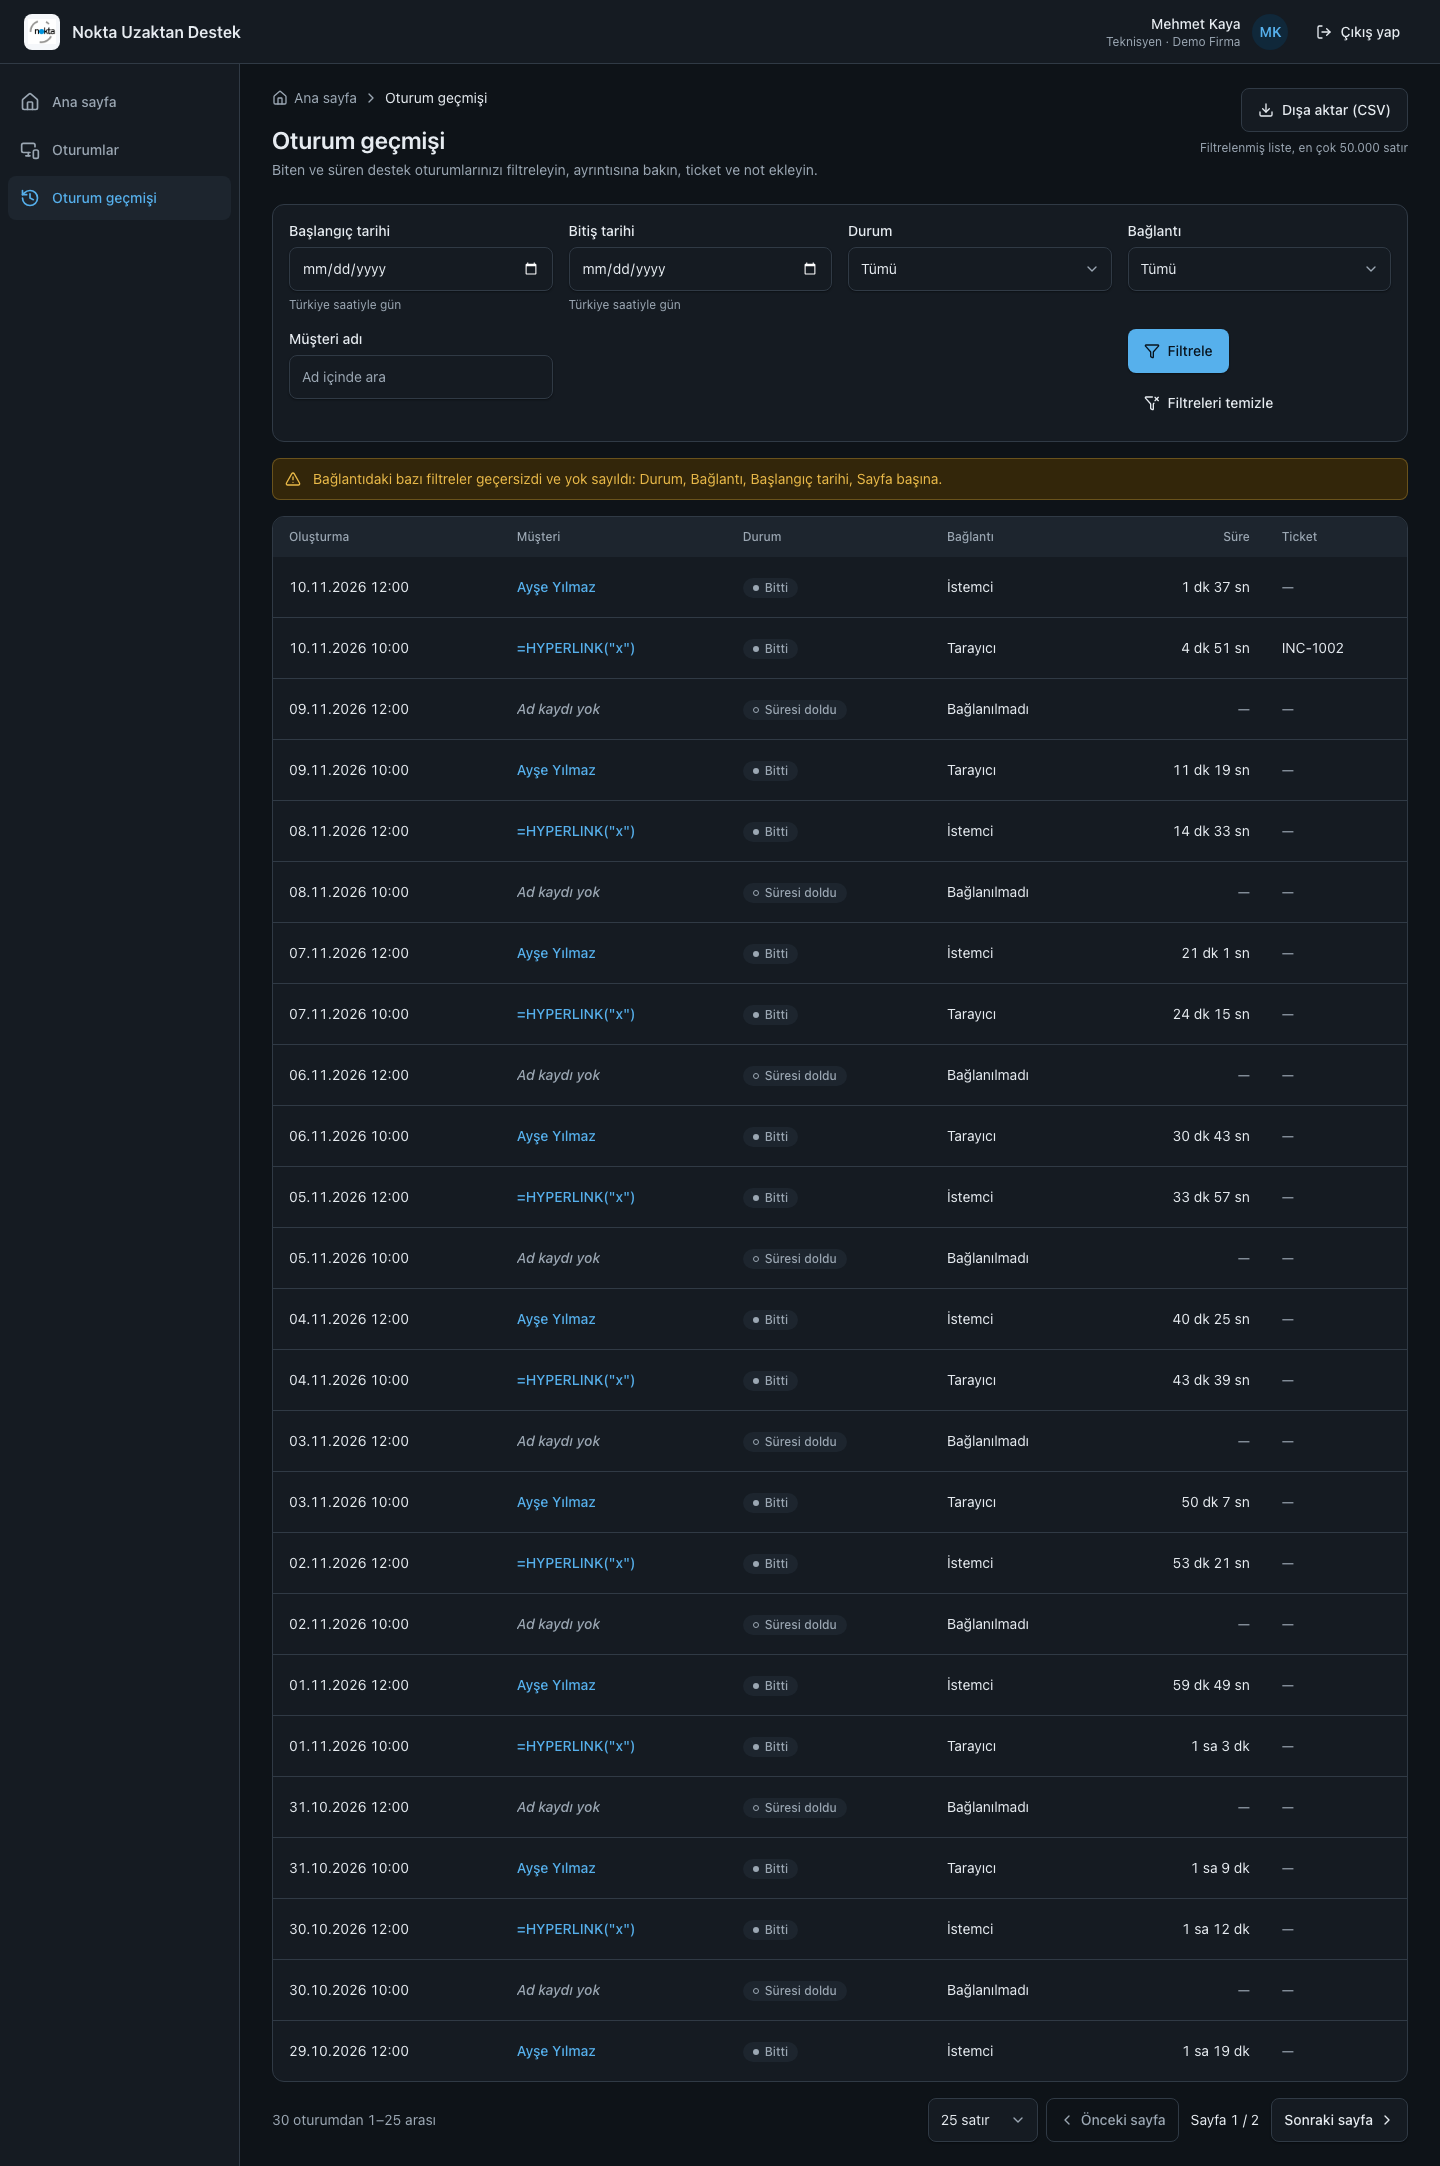 nokta Nokta Uzaktan Destek
Mehmet Kaya
Teknisyen · Demo Firma
MK
Çıkış yap
Ana sayfa
Oturumlar
Oturum geçmişi
Ana sayfa > Oturum geçmişi
Dışa aktar (CSV)
Filtrelenmiş liste, en çok 50.000 satır
Oturum geçmişi
Biten ve süren destek oturumlarınızı filtreleyin, ayrıntısına bakın, ticket ve not ekleyin.
Başlangıç tarihi
mm/dd/yyyy
Türkiye saatiyle gün
Bitiş tarihi
mm/dd/yyyy
Türkiye saatiyle gün
Durum
Tümü
Bağlantı
Tümü
Müşteri adı
Ad içinde ara
Filtrele
Filtreleri temizle
Bağlantıdaki bazı filtreler geçersizdi ve yok sayıldı: Durum, Bağlantı, Başlangıç tarihi, Sayfa başına.
Oluşturma Müşteri Durum Bağlantı Süre Ticket
10.11.2026 12:00 Ayşe Yılmaz Bitti İstemci 1 dk 37 sn —
10.11.2026 10:00 =HYPERLINK("x") Bitti Tarayıcı 4 dk 51 sn INC-1002
09.11.2026 12:00 Ad kaydı yok Süresi doldu Bağlanılmadı — —
09.11.2026 10:00 Ayşe Yılmaz Bitti Tarayıcı 11 dk 19 sn —
08.11.2026 12:00 =HYPERLINK("x") Bitti İstemci 14 dk 33 sn —
08.11.2026 10:00 Ad kaydı yok Süresi doldu Bağlanılmadı — —
07.11.2026 12:00 Ayşe Yılmaz Bitti İstemci 21 dk 1 sn —
07.11.2026 10:00 =HYPERLINK("x") Bitti Tarayıcı 24 dk 15 sn —
06.11.2026 12:00 Ad kaydı yok Süresi doldu Bağlanılmadı — —
06.11.2026 10:00 Ayşe Yılmaz Bitti Tarayıcı 30 dk 43 sn —
05.11.2026 12:00 =HYPERLINK("x") Bitti İstemci 33 dk 57 sn —
05.11.2026 10:00 Ad kaydı yok Süresi doldu Bağlanılmadı — —
04.11.2026 12:00 Ayşe Yılmaz Bitti İstemci 40 dk 25 sn —
04.11.2026 10:00 =HYPERLINK("x") Bitti Tarayıcı 43 dk 39 sn —
03.11.2026 12:00 Ad kaydı yok Süresi doldu Bağlanılmadı — —
03.11.2026 10:00 Ayşe Yılmaz Bitti Tarayıcı 50 dk 7 sn —
02.11.2026 12:00 =HYPERLINK("x") Bitti İstemci 53 dk 21 sn —
02.11.2026 10:00 Ad kaydı yok Süresi doldu Bağlanılmadı — —
01.11.2026 12:00 Ayşe Yılmaz Bitti İstemci 59 dk 49 sn —
01.11.2026 10:00 =HYPERLINK("x") Bitti Tarayıcı 1 sa 3 dk —
31.10.2026 12:00 Ad kaydı yok Süresi doldu Bağlanılmadı — —
31.10.2026 10:00 Ayşe Yılmaz Bitti Tarayıcı 1 sa 9 dk —
30.10.2026 12:00 =HYPERLINK("x") Bitti İstemci 1 sa 12 dk —
30.10.2026 10:00 Ad kaydı yok Süresi doldu Bağlanılmadı — —
29.10.2026 12:00 Ayşe Yılmaz Bitti İstemci 1 sa 19 dk —
30 oturumdan 1–25 arası 25 satır Önceki sayfa Sayfa 1 / 2 Sonraki sayfa